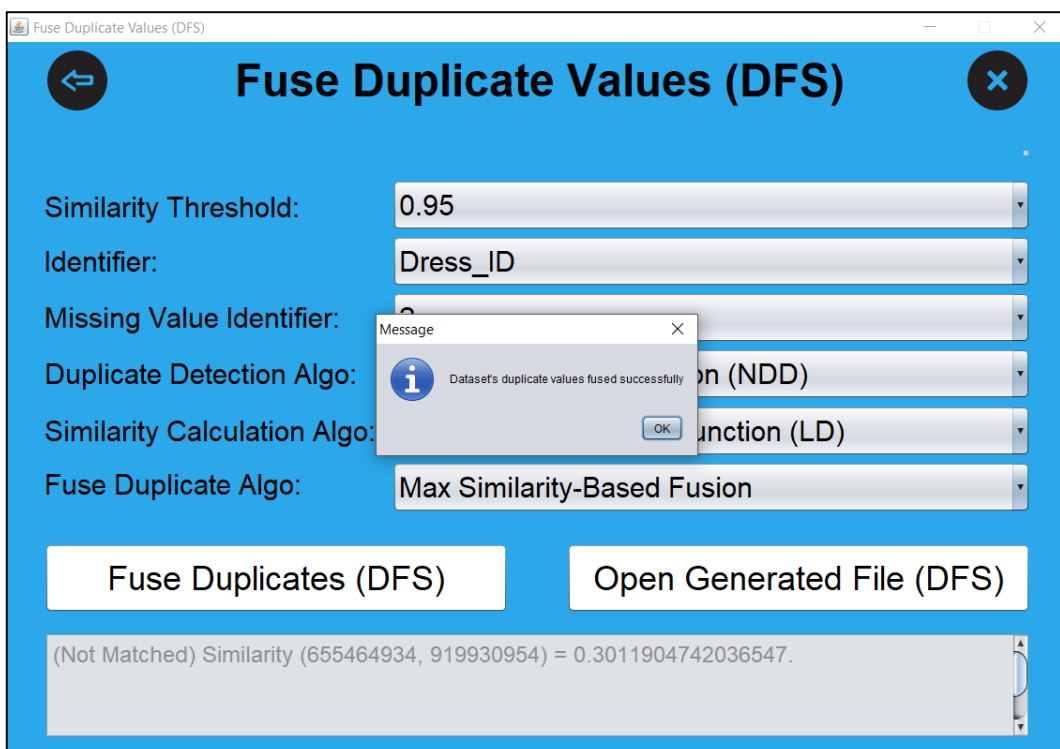 Fuse Duplicate Values (DFS)
Fuse Duplicate Values (DFS)
Similarity Threshold:
0.95
Identifier:
Dress_ID
Missing Value Identifier:
Message
Dataset's duplicate values fused successfully
OK
Duplicate Detection Algo:
(NDD)
Similarity Calculation Algo:
(LD)
Fuse Duplicate Algo:
Max Similarity-Based Fusion
Fuse Duplicates (DFS)
Open Generated File (DFS)
(Not Matched) Similarity (655464934, 919930954) = 0.3011904742036547.